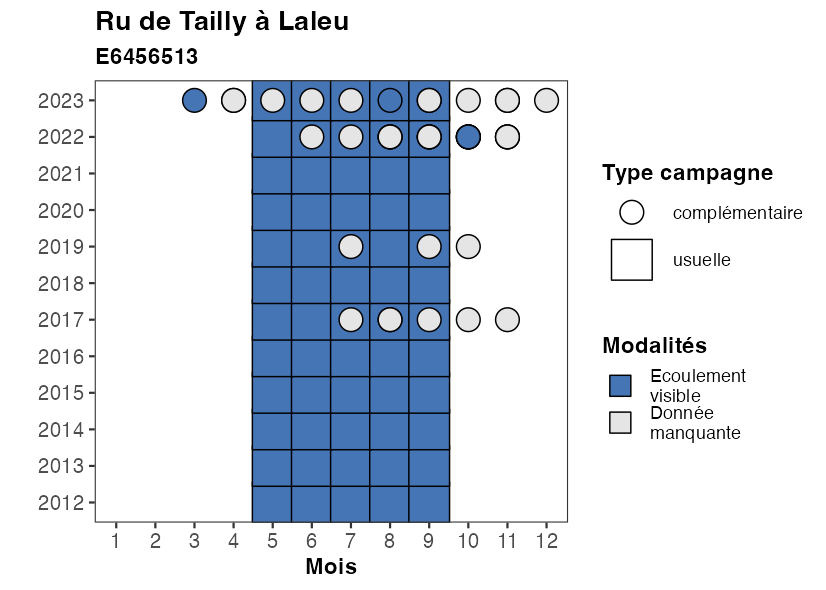 Ru de Tailly à Laleu
E6456513
2023
2022
2021
2020
2019
2018
2017
2016
2015
2014
2013
2012
1 2 3 4 5 6 7 8 9 10 11 12
Mois
Type campagne
complémentaire
usuelle
Modalités
Ecoulement
visible
Donnée
manquante